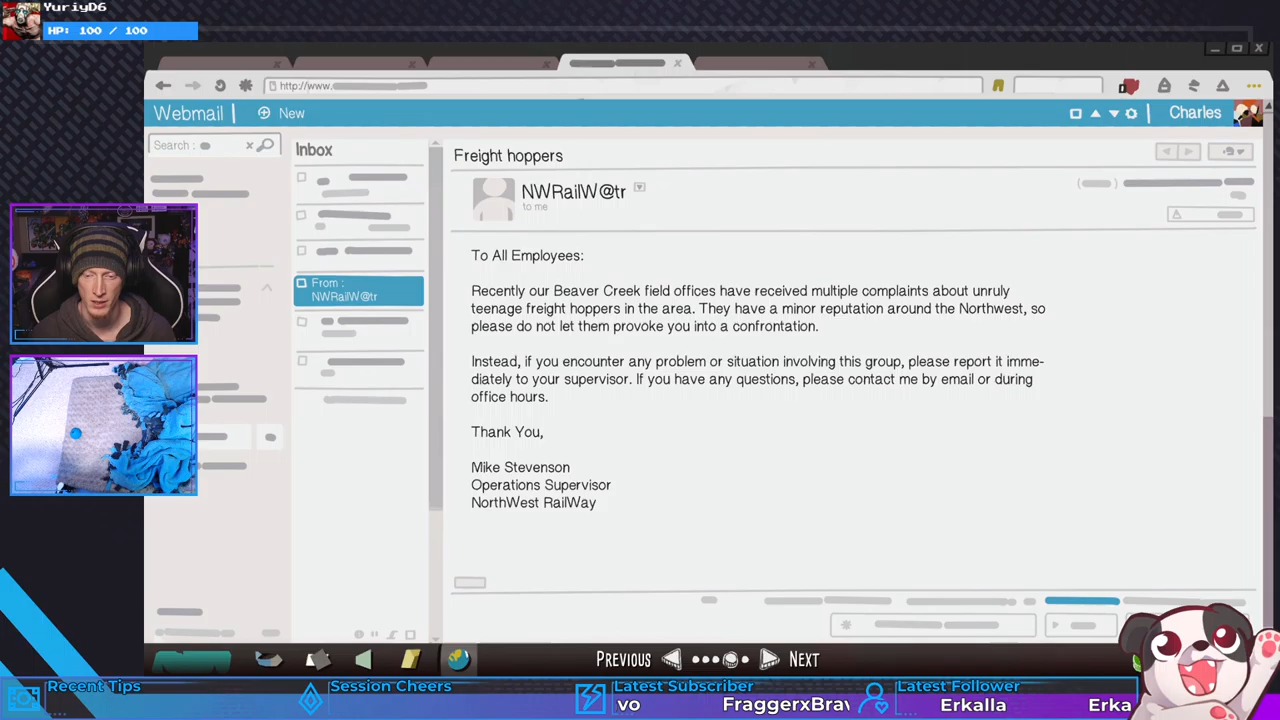 YuriyD6
HP: 100 / 100
http://www.
Webmail
New
Charles
Search :
Inbox
Freight hoppers
NWRailW@tr
to me
From :
NWRailW@tr
To All Employees:
Recently our Beaver Creek field offices have received multiple complaints about unruly
teenage freight hoppers in the area. They have a minor reputation around the Northwest, so
please do not let them provoke you into a confrontation.
Instead, if you encounter any problem or situation involving this group, please report it imme-
diately to your supervisor. If you have any questions, please contact me by email or during
office hours.
Thank You,
Mike Stevenson
Operations Supervisor
NorthWest RailWay
Previous
Next
Recent Tips
Session Cheers
Latest Subscriber
vo FraggerxBrav
Latest Follower
Erkalla Erka